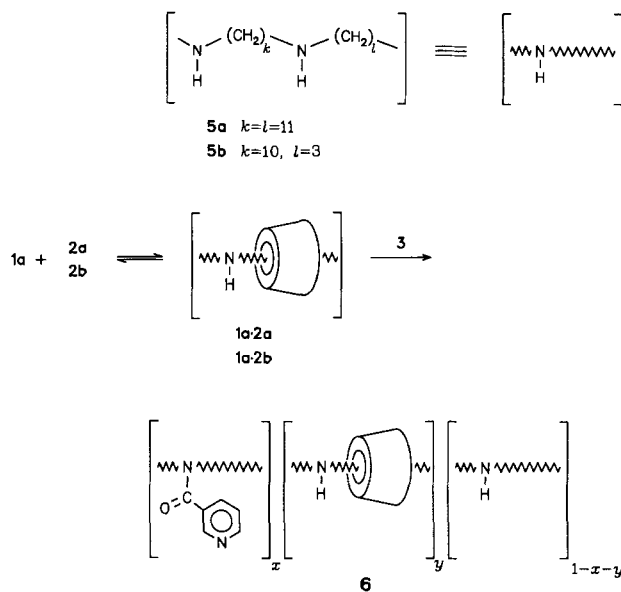 N (CH2)k N (CH2)l ≡ N
H H H
5a k=l=11
5b k=10, l=3
1a + 2a ⇌ N 3
2b H
1a·2a
1a·2b
N N N
C H H
O
N
x y 1−x−y
6